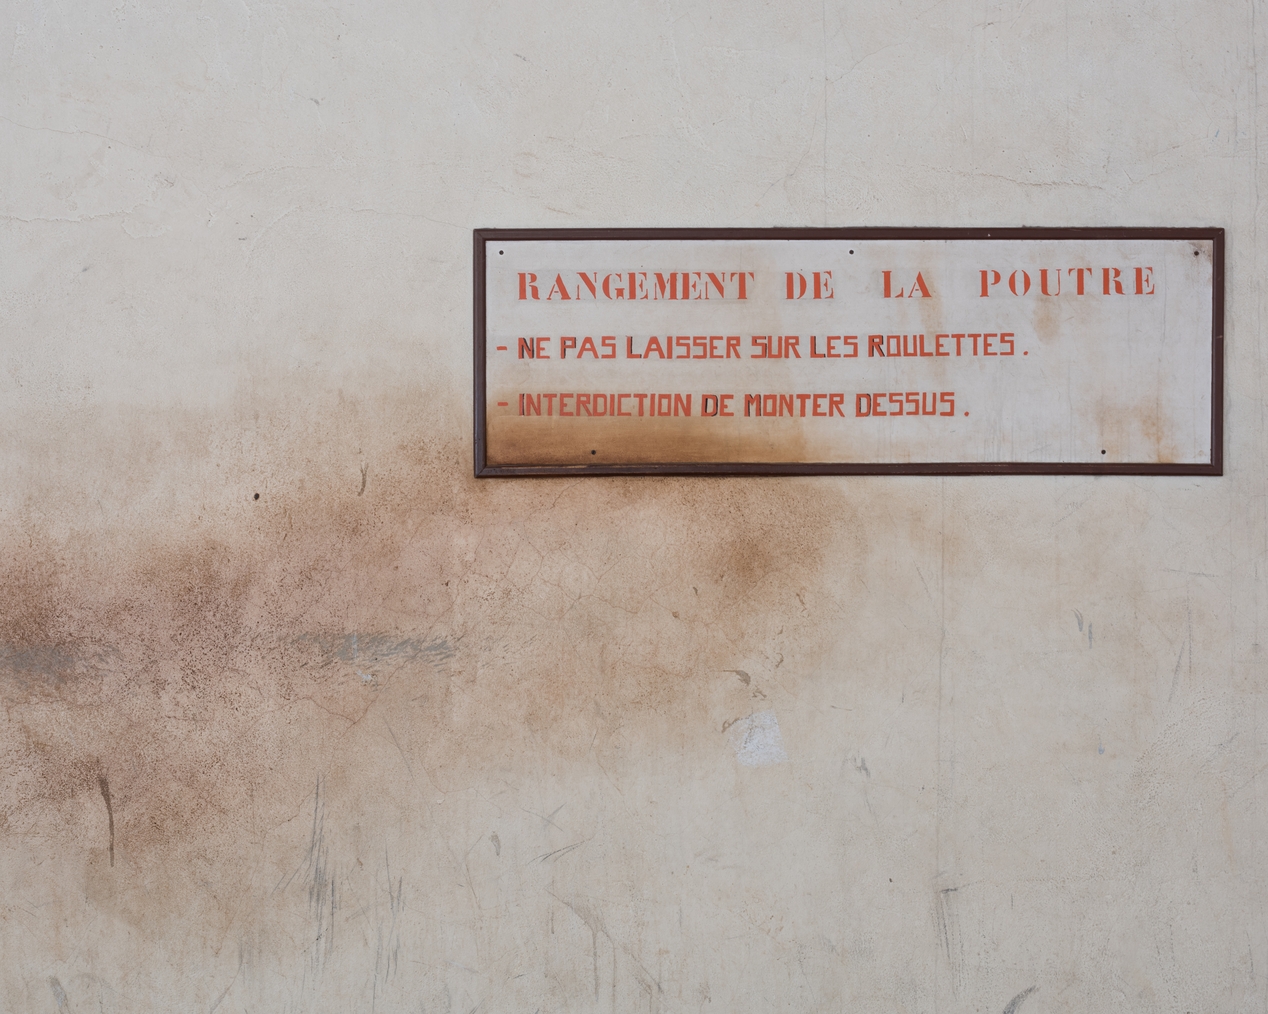 RANGEMENT DE LA POUTRE
- NE PAS LAISSER SUR LES ROULETTES.
- INTERDICTION DE MONTER DESSUS.